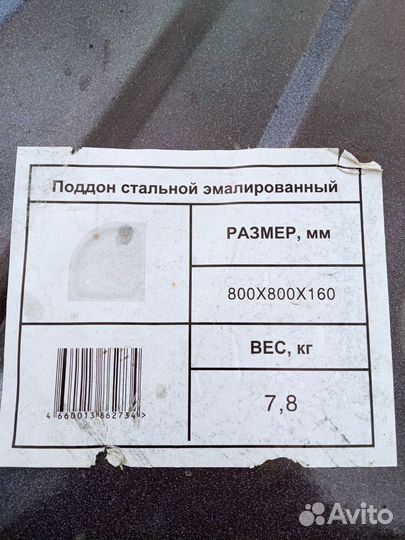 Поддон стальной эмалированный
РАЗМЕР, мм
800X800X160
ВЕС, кг
7,8
4 660013 862734 >
Avito